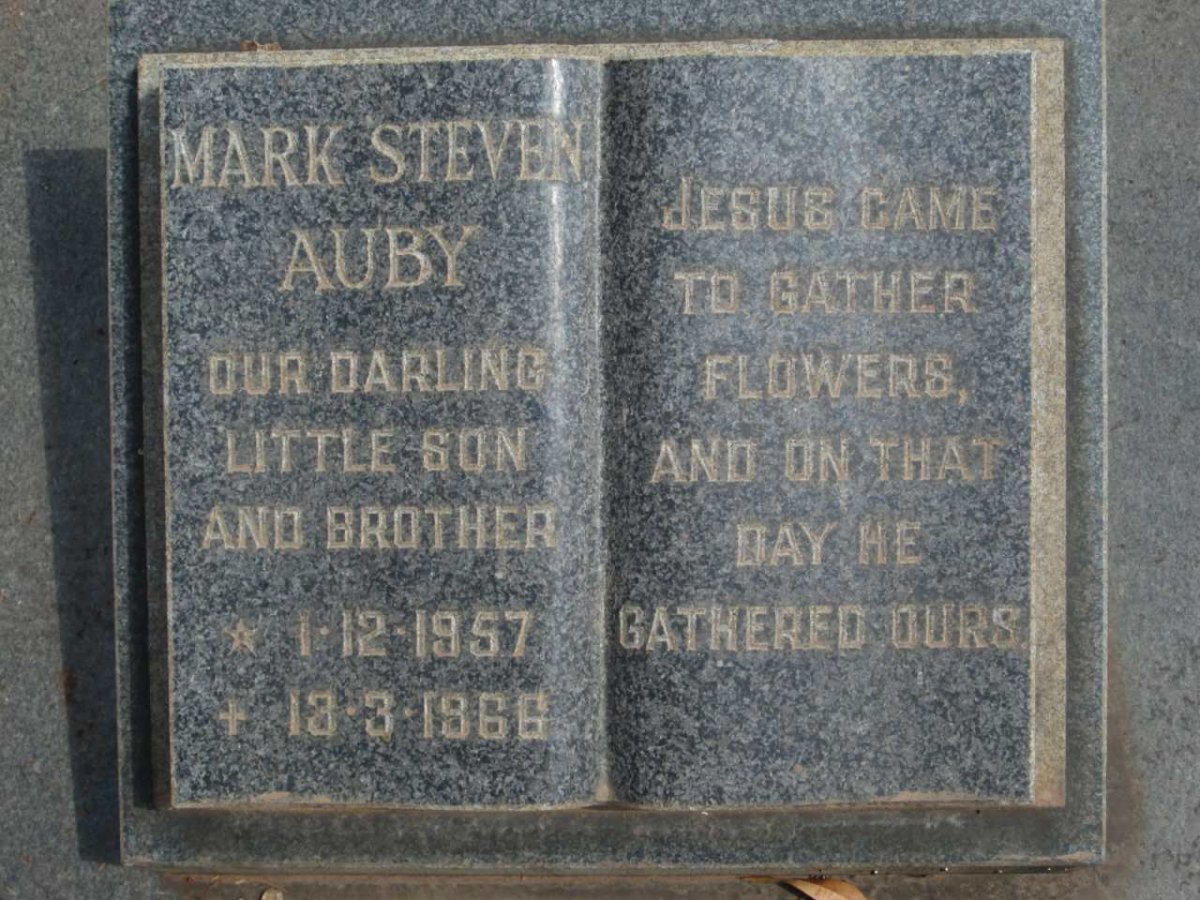 MARK STEVEN
AUBY
OUR DARLING
LITTLE SON
AND BROTHER
* 1·12·1957
+ 18·3·1966
JESUS CAME
TO GATHER
FLOWERS,
AND ON THAT
DAY HE
GATHERED OURS